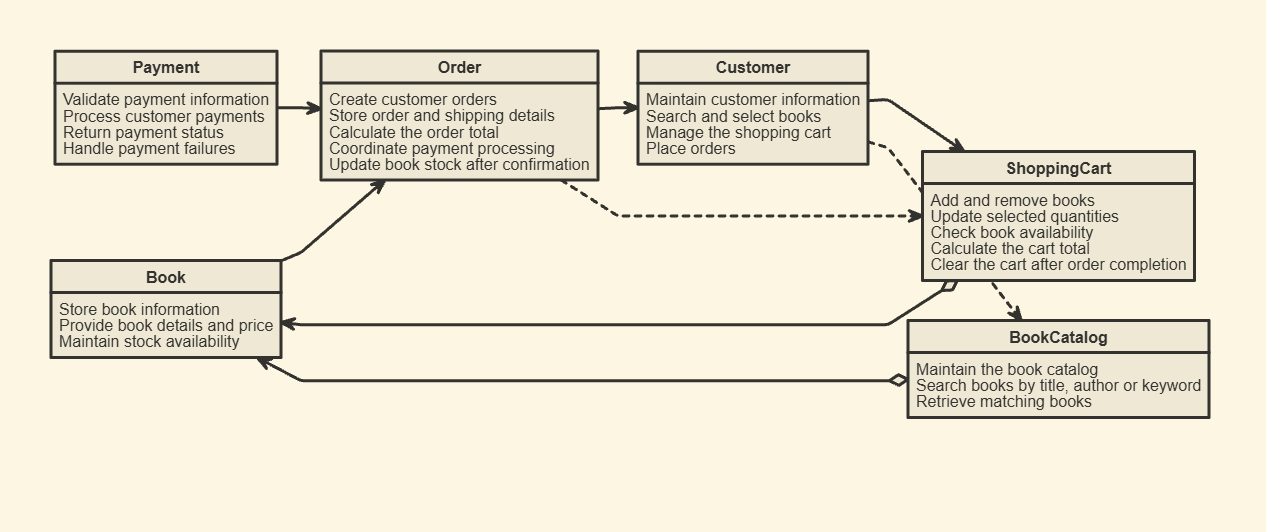 Payment
Validate payment information
Process customer payments
Return payment status
Handle payment failures
Order
Create customer orders
Store order and shipping details
Calculate the order total
Coordinate payment processing
Update book stock after confirmation
Customer
Maintain customer information
Search and select books
Manage the shopping cart
Place orders
ShoppingCart
Add and remove books
Update selected quantities
Check book availability
Calculate the cart total
Clear the cart after order completion
Book
Store book information
Provide book details and price
Maintain stock availability
BookCatalog
Maintain the book catalog
Search books by title, author or keyword
Retrieve matching books